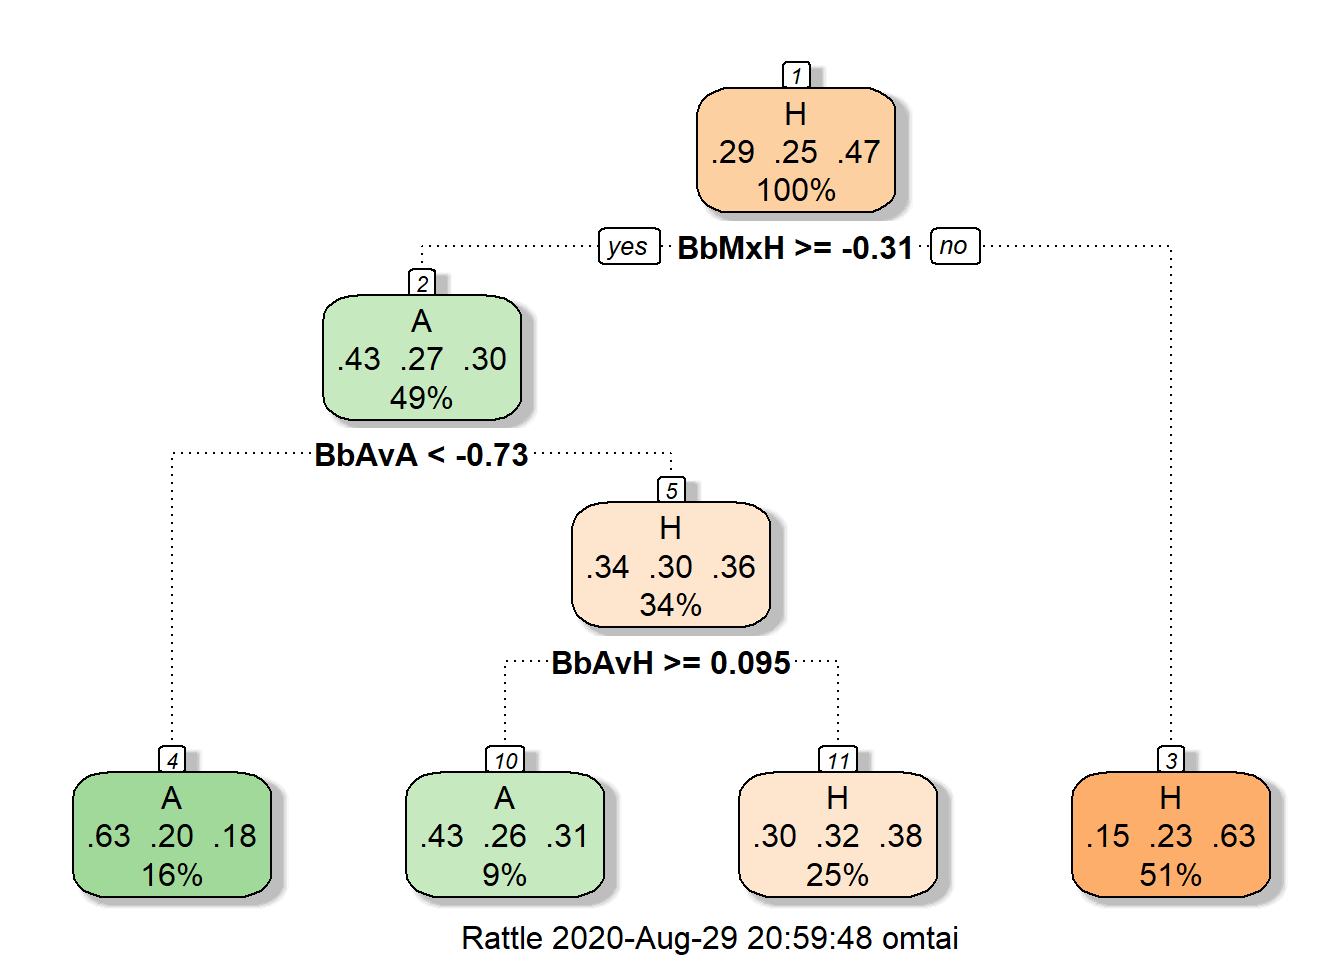 1
H
.29 .25 .47
100%
yes BbMxH >= -0.31 no
2
A
.43 .27 .30
49%
BbAvA < -0.73
5
H
.34 .30 .36
34%
BbAvH >= 0.095
4
A
.63 .20 .18
16%
10
A
.43 .26 .31
9%
11
H
.30 .32 .38
25%
3
H
.15 .23 .63
51%
Rattle 2020-Aug-29 20:59:48 omtai